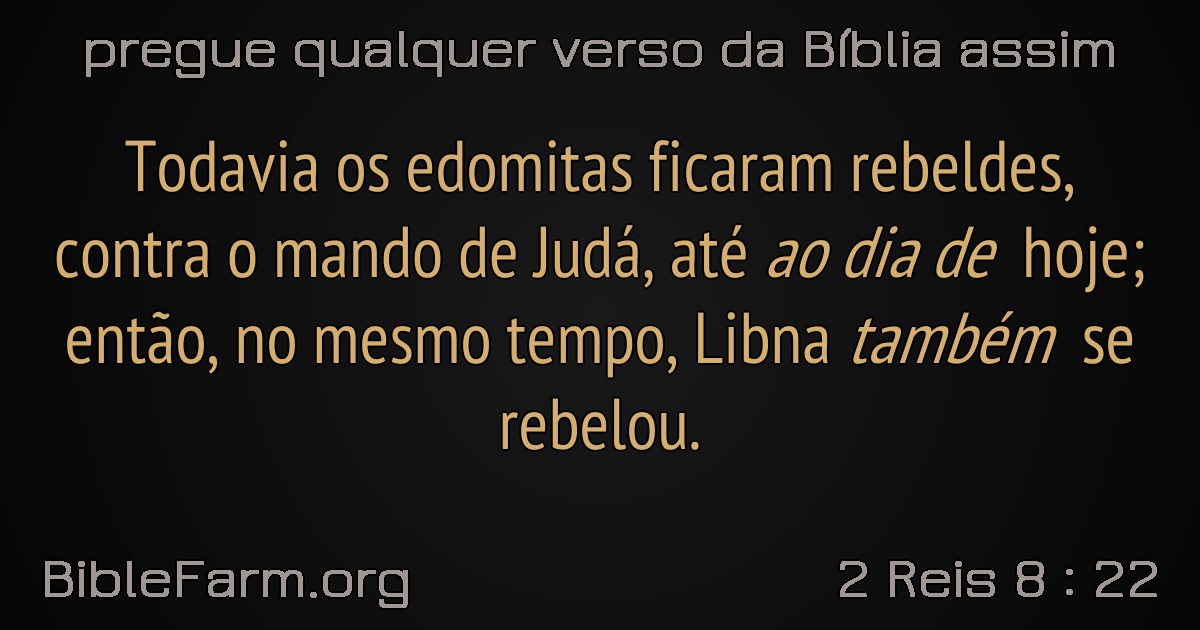 pregue qualquer verso da Bíblia assim
Todavia os edomitas ficaram rebeldes,
contra o mando de Judá, até ao dia de hoje;
então, no mesmo tempo, Libna também se
rebelou.
BibleFarm.org
2 Reis 8 : 22